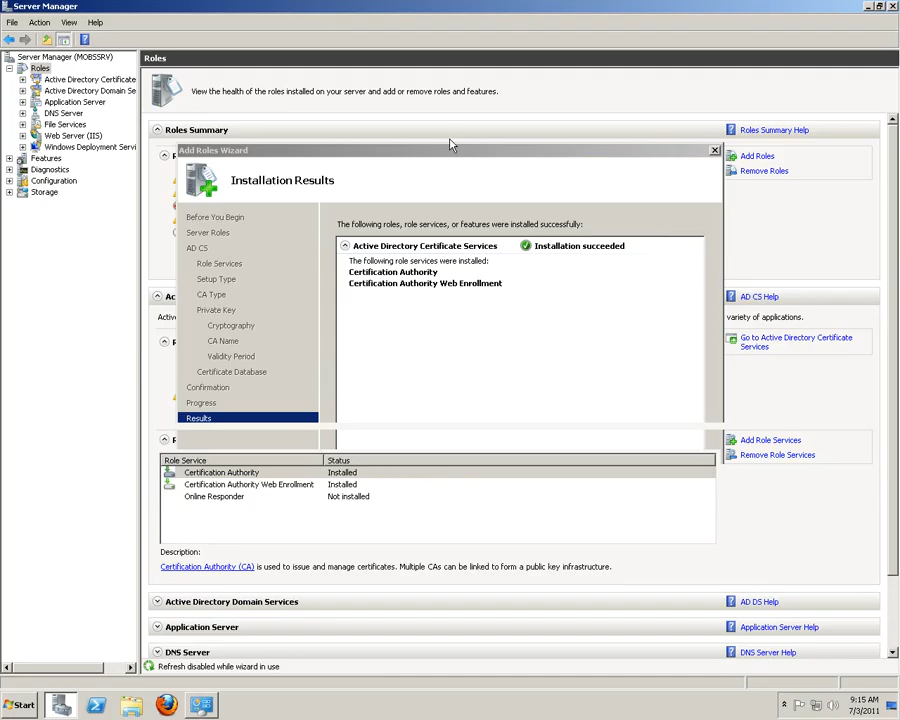 Server Manager
File Action View Help
Server Manager (MOBSSRV)
Roles
Active Directory Certificate
Active Directory Domain Se
Application Server
DNS Server
File Services
Web Server (IIS)
Windows Deployment Servi
Features
Diagnostics
Configuration
Storage
Roles
View the health of the roles installed on your server and add or remove roles and features.
Roles Summary
Roles Summary Help
Add Roles
Remove Roles
Add Roles Wizard
Installation Results
Before You Begin
Server Roles
AD CS
Role Services
Setup Type
CA Type
Private Key
Cryptography
CA Name
Validity Period
Certificate Database
Confirmation
Progress
Results
The following roles, role services, or features were installed successfully:
Active Directory Certificate Services
Installation succeeded
The following role services were installed:
Certification Authority
Certification Authority Web Enrollment
Ac
AD CS Help
Active
variety of applications.
Go to Active Directory Certificate
Services
Add Role Services
Remove Role Services
Role Service Status
Certification Authority Installed
Certification Authority Web Enrollment Installed
Online Responder Not installed
Description:
Certification Authority (CA) is used to issue and manage certificates. Multiple CAs can be linked to form a public key infrastructure.
Active Directory Domain Services
AD DS Help
Application Server
Application Server Help
DNS Server
DNS Server Help
Refresh disabled while wizard in use
Start
9:15 AM
7/3/2011